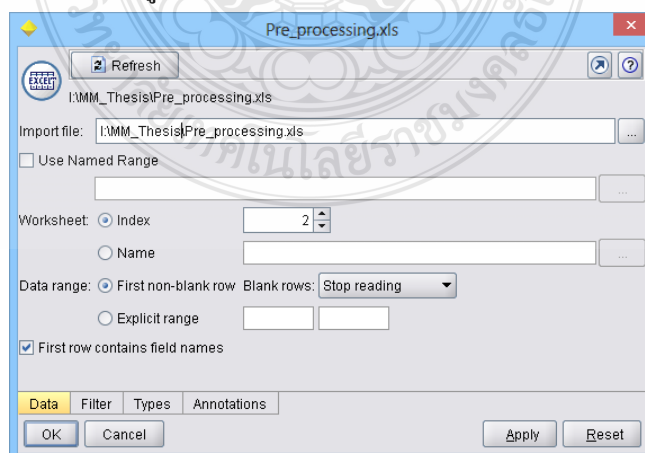 Pre_processing.xls
Refresh
EXCEL
I:\MM_Thesis\Pre_processing.xls
Import file: I:\MM_Thesis\Pre_processing.xls ...
Use Named Range
...
Worksheet: Index 2
Name ...
Data range: First non-blank row Blank rows: Stop reading
Explicit range
First row contains field names
Data Filter Types Annotations
OK Cancel Apply Reset